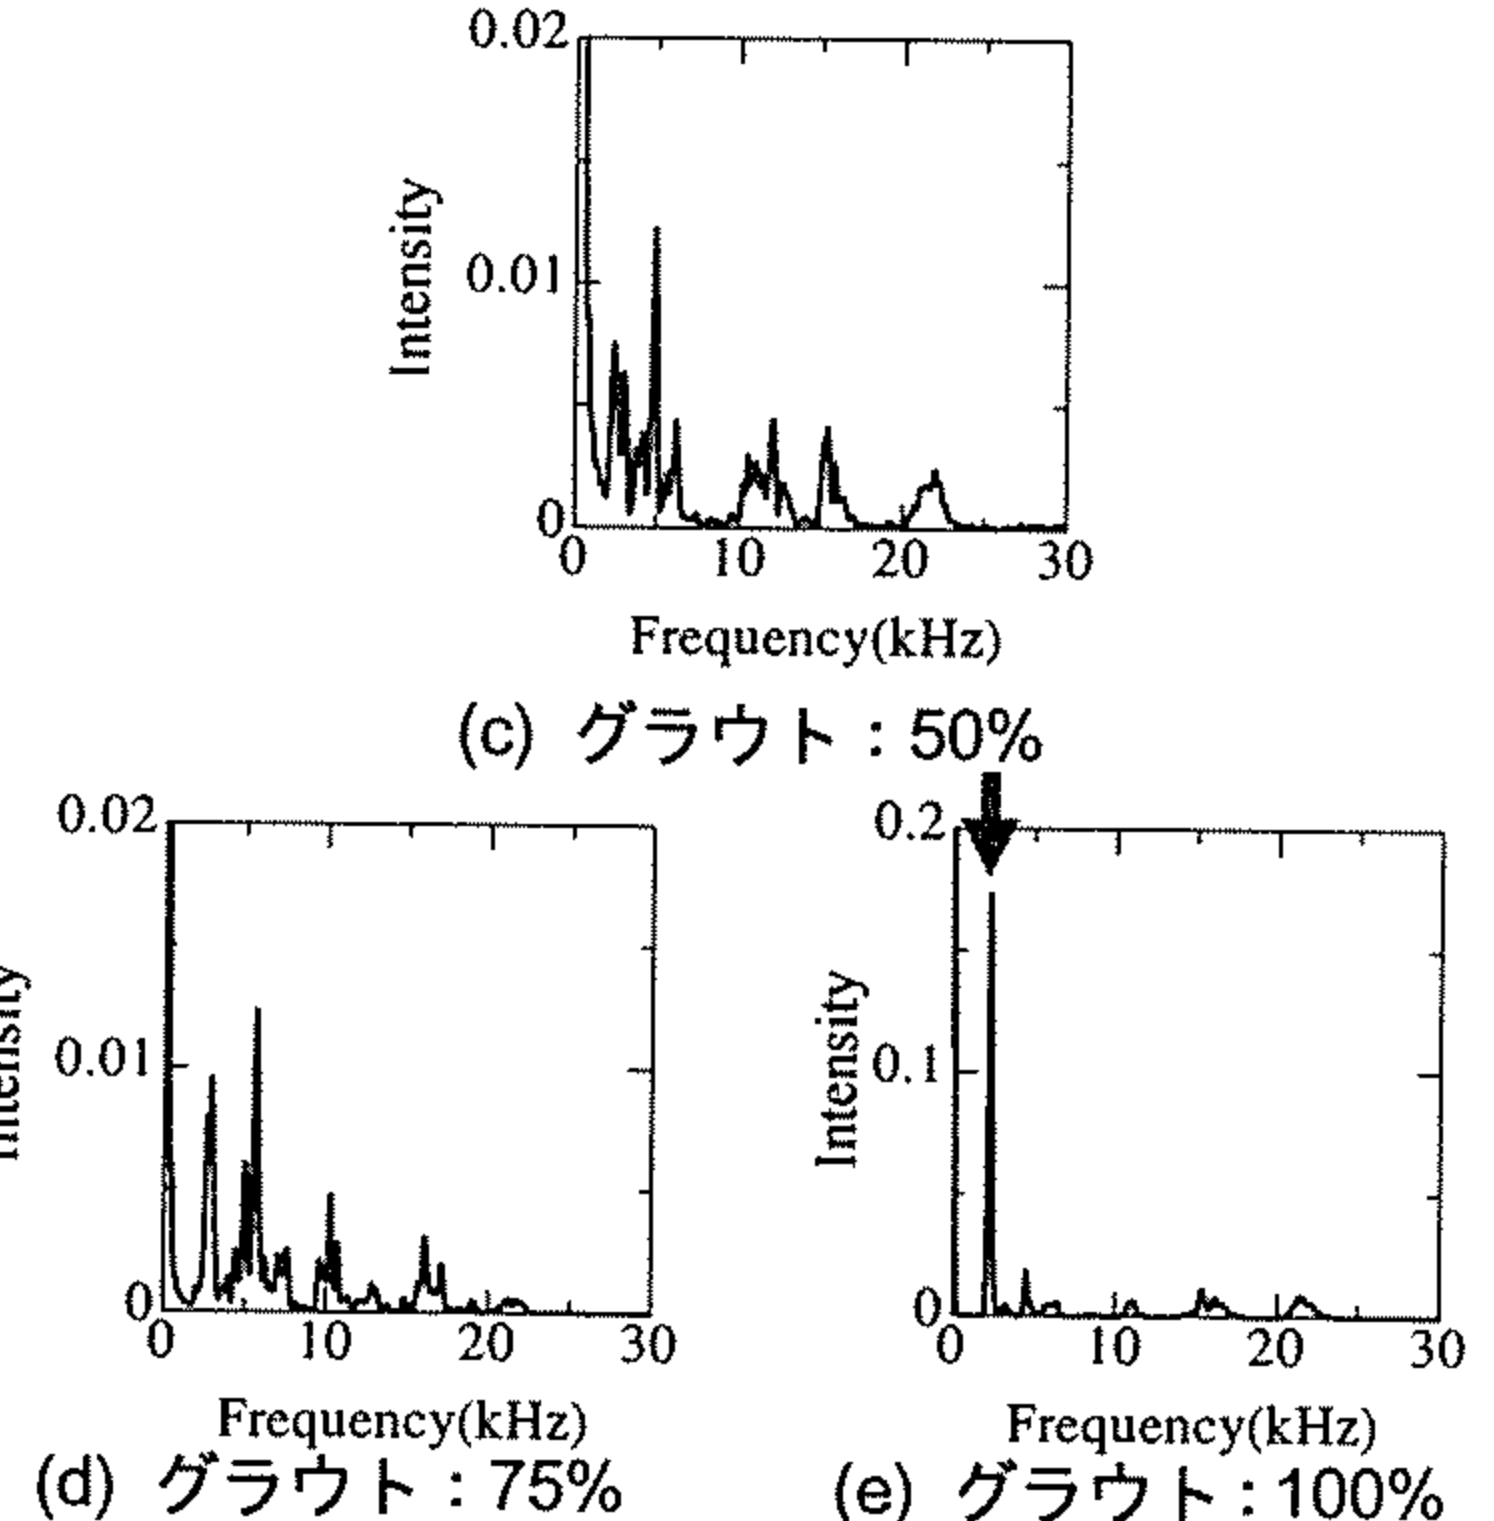 0.02
Intensity
0.01
0
0 10 20 30
Frequency(kHz)
(c) グラウト：50%
0.02
Intensity
0.01
0
0 10 20 30
Frequency(kHz)
(d) グラウト：75%
0.2
Intensity
0.1
0
0 10 20 30
Frequency(kHz)
(e) グラウト：100%